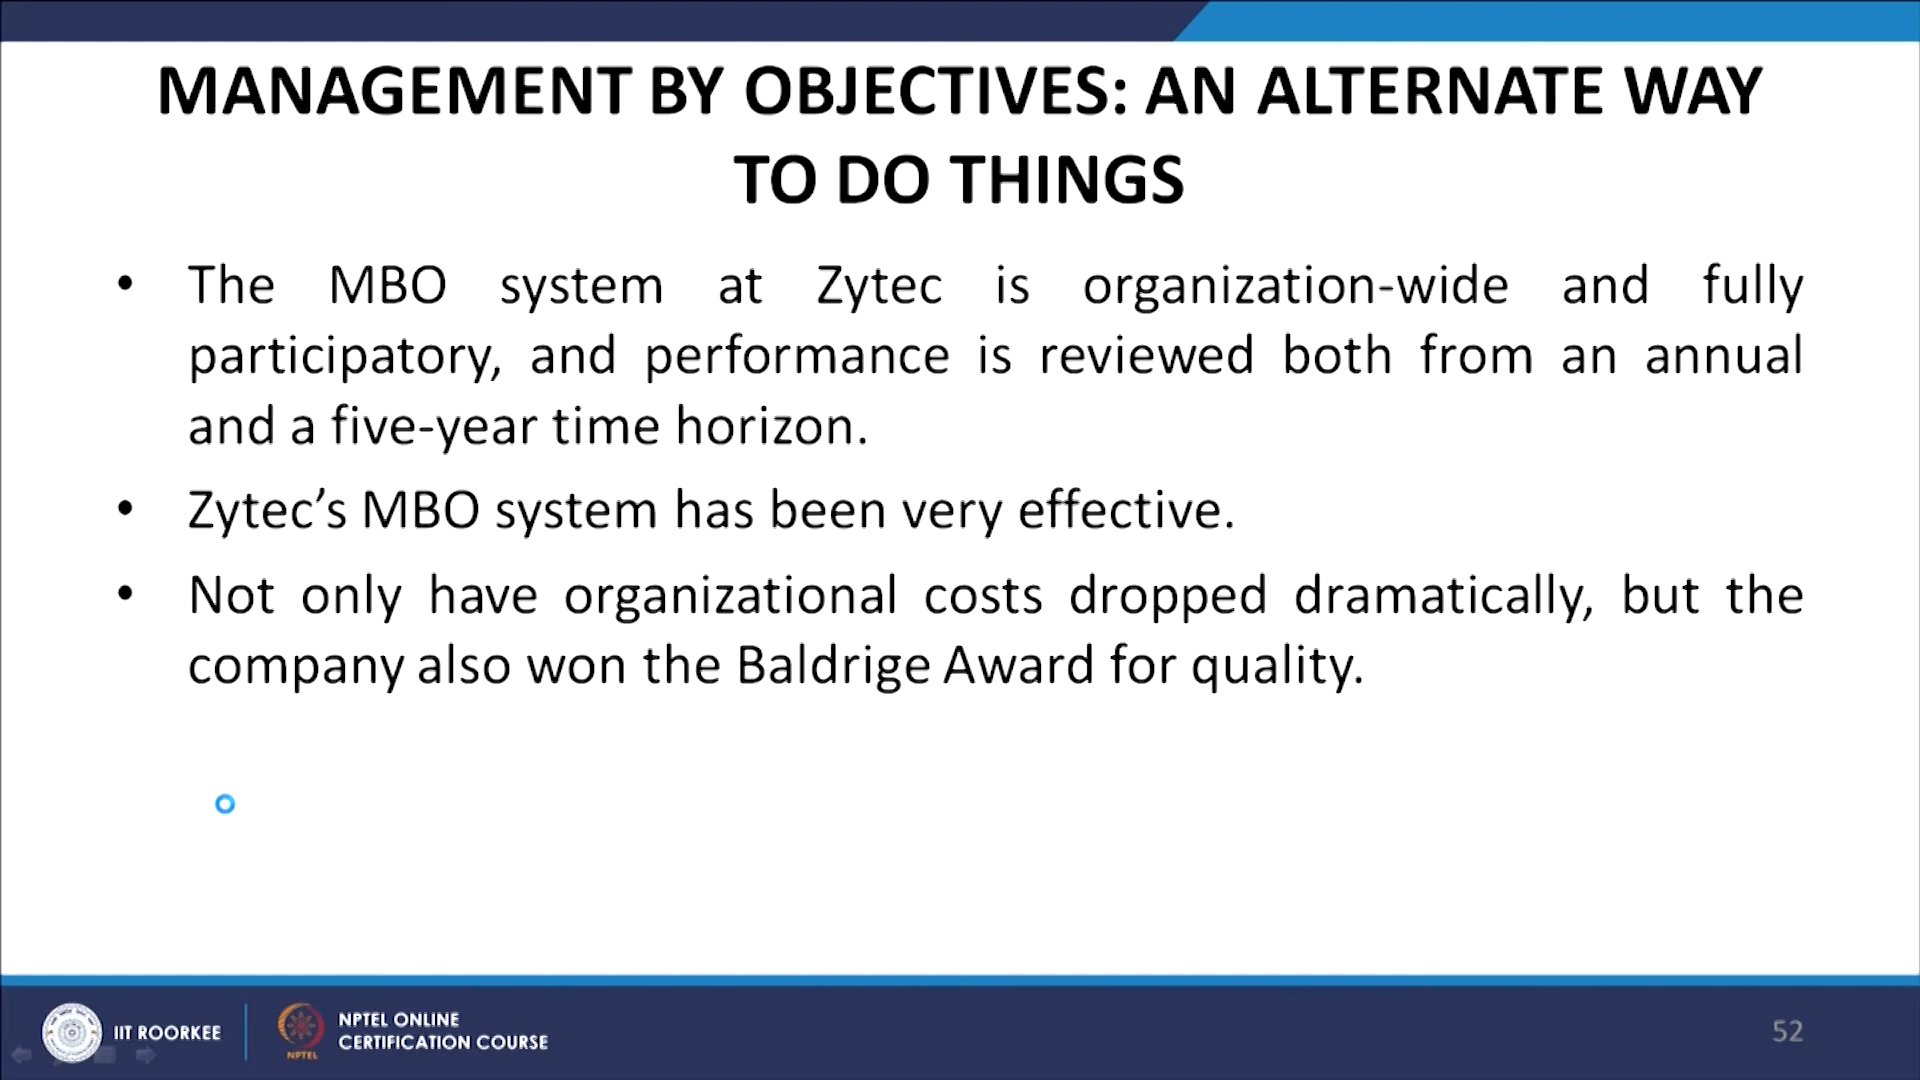 MANAGEMENT BY OBJECTIVES: AN ALTERNATE WAY
TO DO THINGS
• The MBO system at Zytec is organization-wide and fully
participatory, and performance is reviewed both from an annual
and a five-year time horizon.
• Zytec’s MBO system has been very effective.
• Not only have organizational costs dropped dramatically, but the
company also won the Baldrige Award for quality.
IIT ROORKEE
NPTEL
NPTEL ONLINE
CERTIFICATION COURSE
52